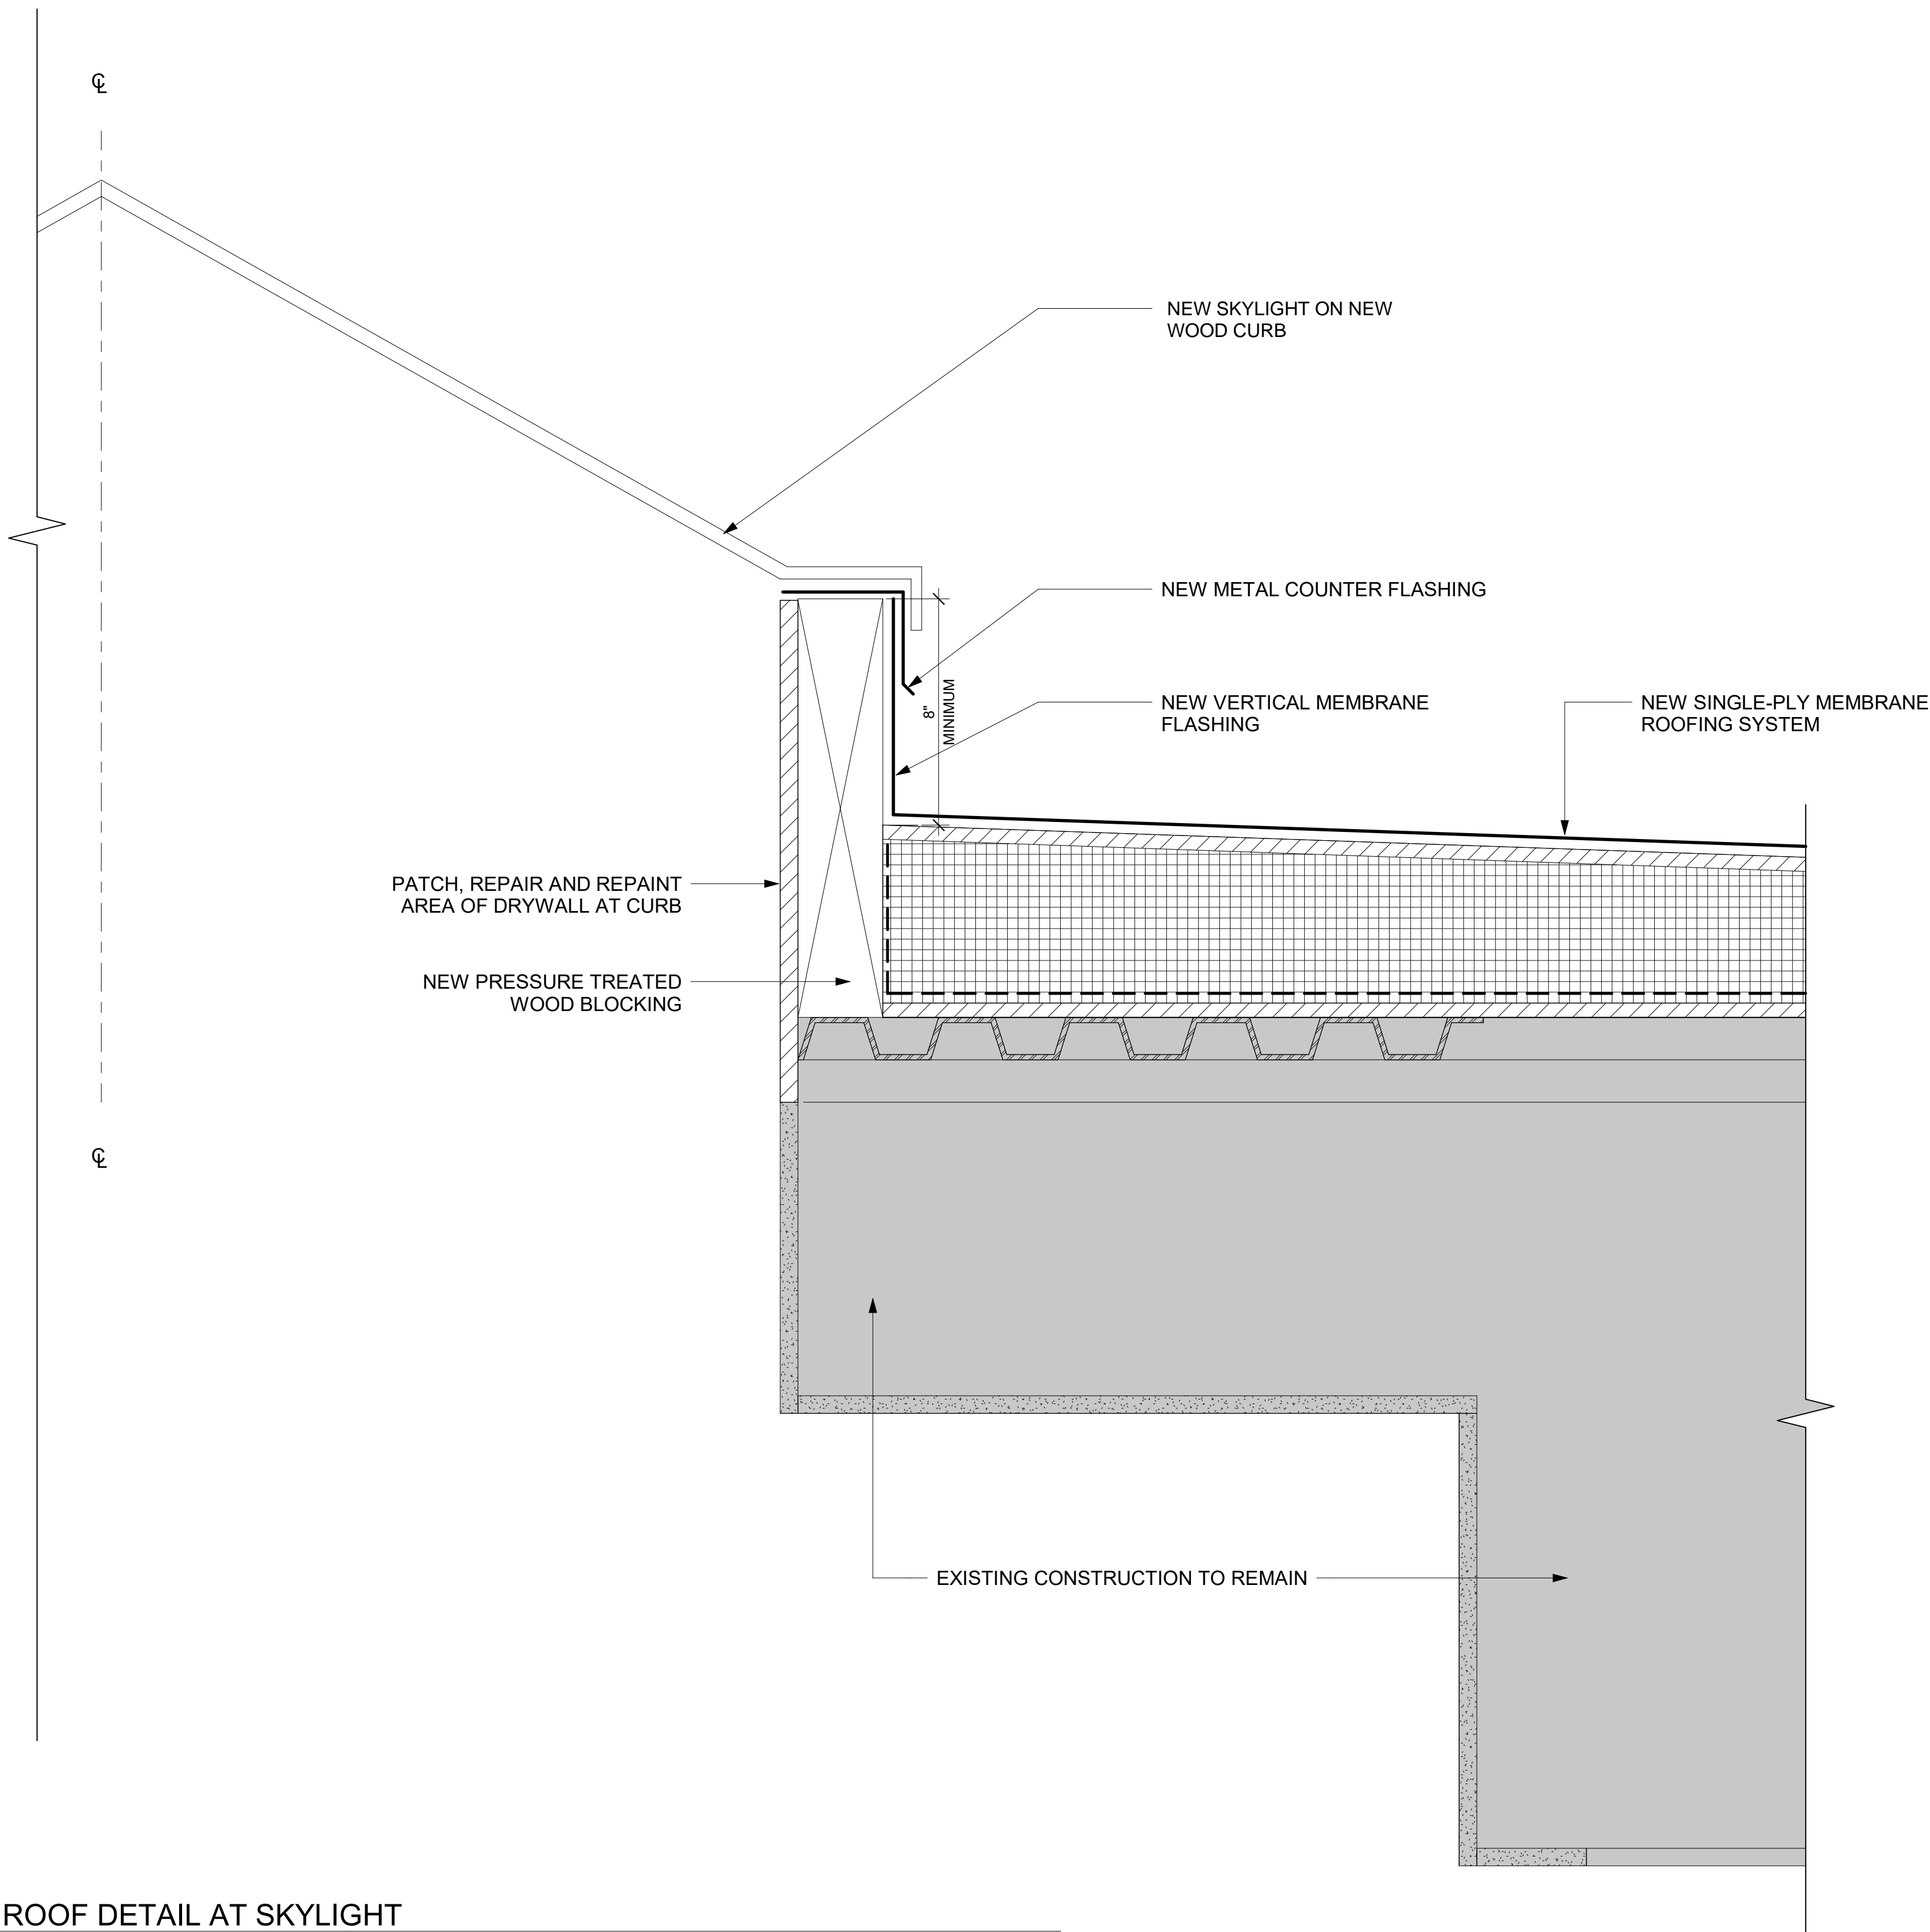 ℄
NEW SKYLIGHT ON NEW
WOOD CURB
NEW METAL COUNTER FLASHING
8"
MINIMUM
NEW VERTICAL MEMBRANE
FLASHING
NEW SINGLE-PLY MEMBRANE
ROOFING SYSTEM
PATCH, REPAIR AND REPAINT
AREA OF DRYWALL AT CURB
NEW PRESSURE TREATED
WOOD BLOCKING
℄
EXISTING CONSTRUCTION TO REMAIN
ROOF DETAIL AT SKYLIGHT